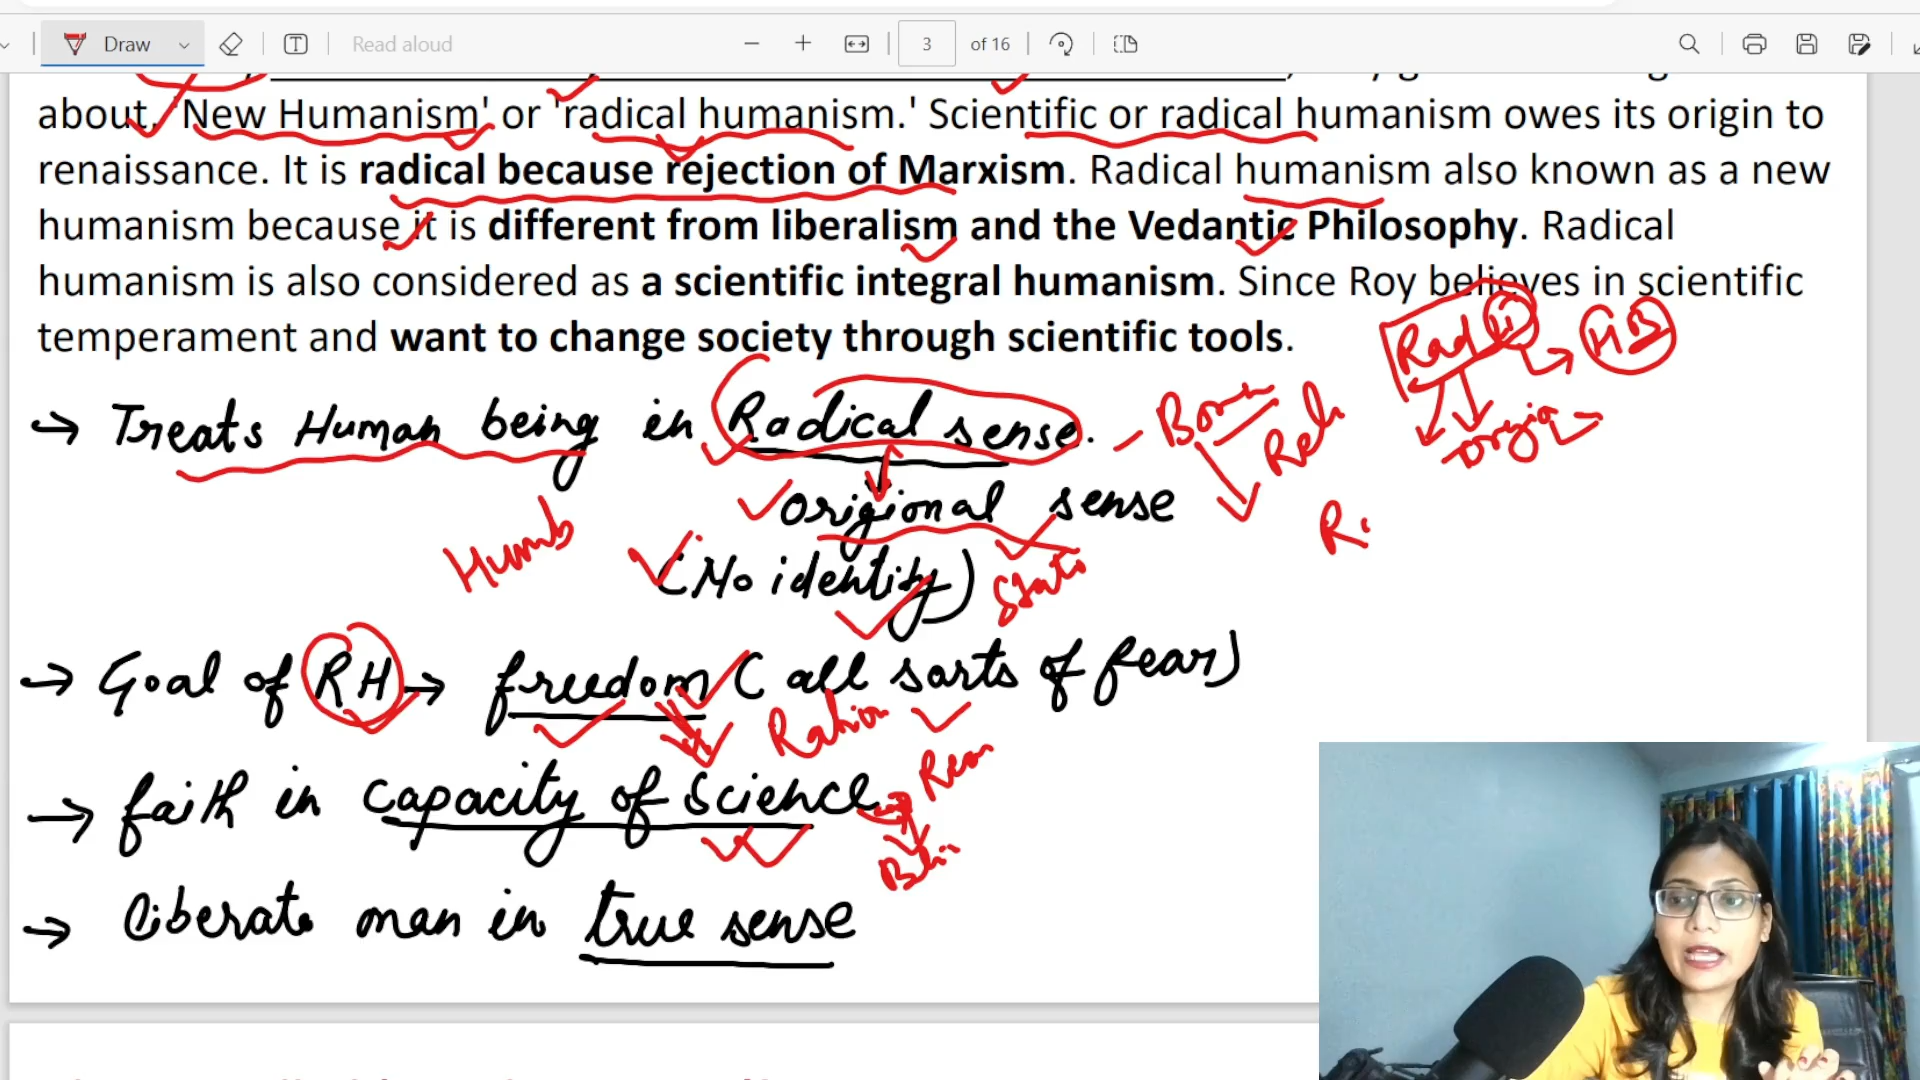 Draw
Read aloud
3 of 16
about, 'New Humanism' or 'radical humanism.' Scientific or radical humanism owes its origin to
renaissance. It is radical because rejection of Marxism. Radical humanism also known as a new
humanism because it is different from liberalism and the Vedantic Philosophy. Radical
humanism is also considered as a scientific integral humanism. Since Roy believes in scientific
temperament and want to change society through scientific tools.
→ Treats Human being in Radical sense.
origional sense
(No identity)
→ Goal of RH → freedom (all sorts of fear)
→ faith in capacity of science
→ liberate man in true sense
HB